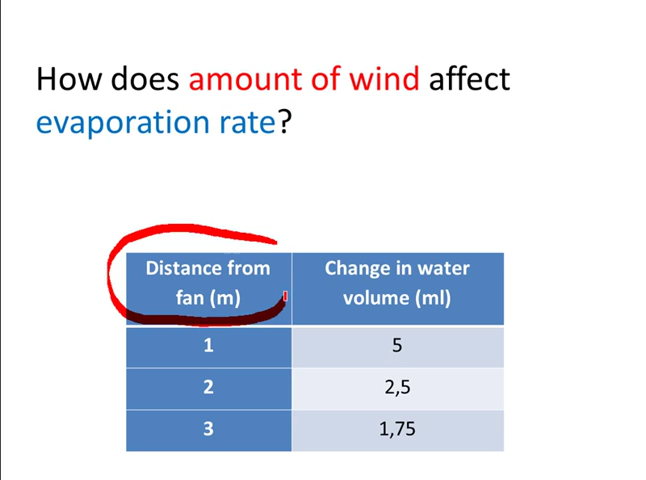 How does amount of wind affect
evaporation rate?
Distance from
fan (m)
Change in water
volume (ml)
1
5
2
2,5
3
1,75